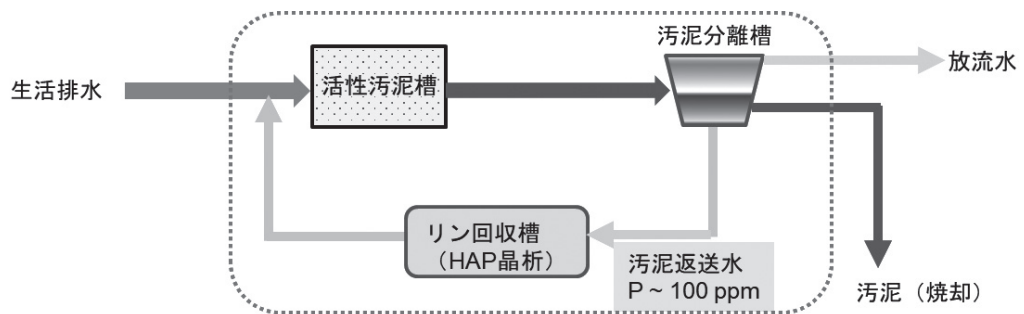 生活排水
活性汚泥槽
汚泥分離槽
放流水
リン回収槽
（HAP晶析）
汚泥返送水
P ~ 100 ppm
汚泥（焼却）